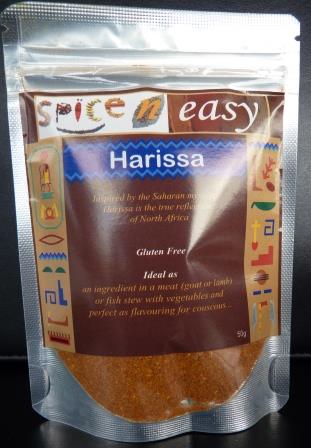 spice n easy
Harissa
Inspired by the Saharan
Harissa is the true
of North Africa
Gluten Free
Ideal as
an ingredient in a meat (goat or lamb)
or fish stew with vegetables and
perfect as flavouring for couscous...
50g